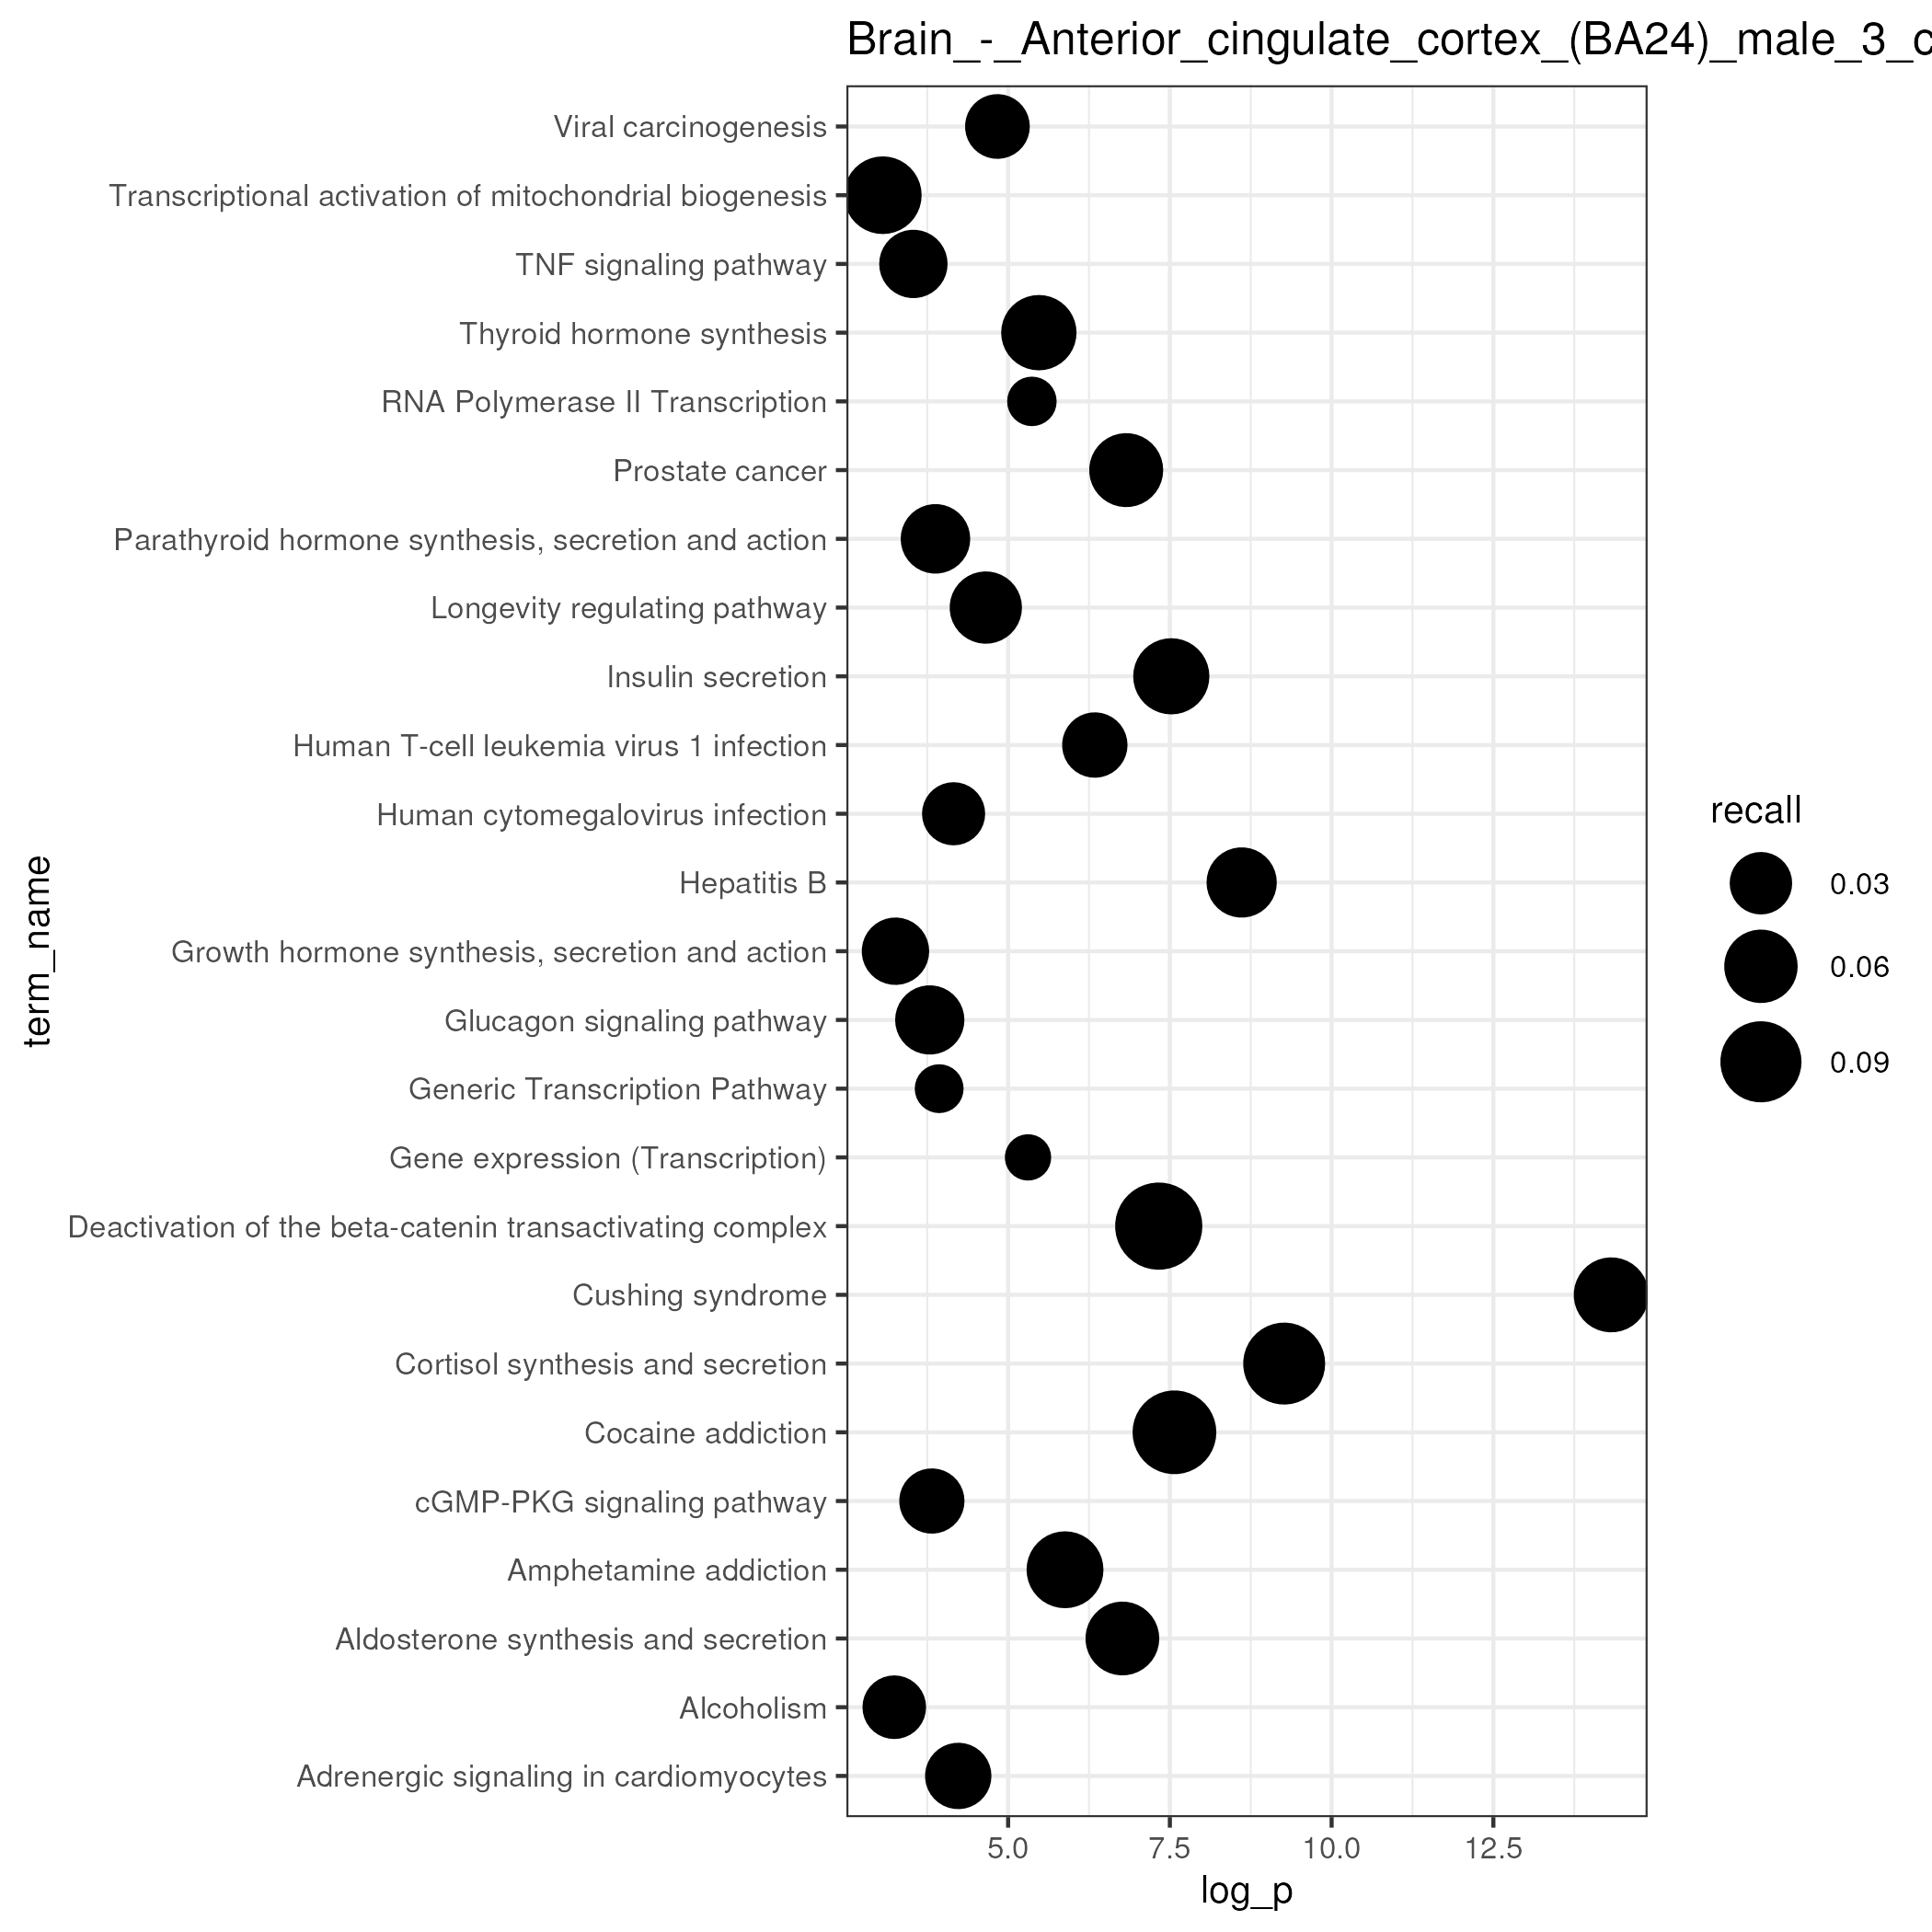 Brain_-_Anterior_cingulate_cortex_(BA24)_male_3_c
Viral carcinogenesis
Transcriptional activation of mitochondrial biogenesis
TNF signaling pathway
Thyroid hormone synthesis
RNA Polymerase II Transcription
Prostate cancer
Parathyroid hormone synthesis, secretion and action
Longevity regulating pathway
Insulin secretion
Human T-cell leukemia virus 1 infection
Human cytomegalovirus infection
Hepatitis B
Growth hormone synthesis, secretion and action
Glucagon signaling pathway
Generic Transcription Pathway
Gene expression (Transcription)
Deactivation of the beta-catenin transactivating complex
Cushing syndrome
Cortisol synthesis and secretion
Cocaine addiction
cGMP-PKG signaling pathway
Amphetamine addiction
Aldosterone synthesis and secretion
Alcoholism
Adrenergic signaling in cardiomyocytes
term_name
5.0 7.5 10.0 12.5
log_p
recall
0.03
0.06
0.09